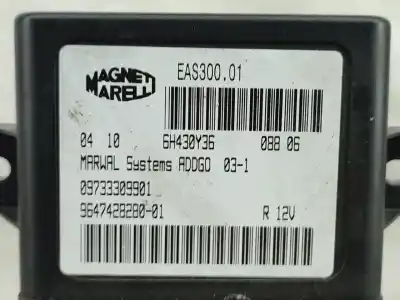 MAGNETI
MARELLI
EAS300.01
04 10 6H430Y36 088 06
MARWAL Systems ADDGO 03-1
09733309901
9647428280-01 R 12V